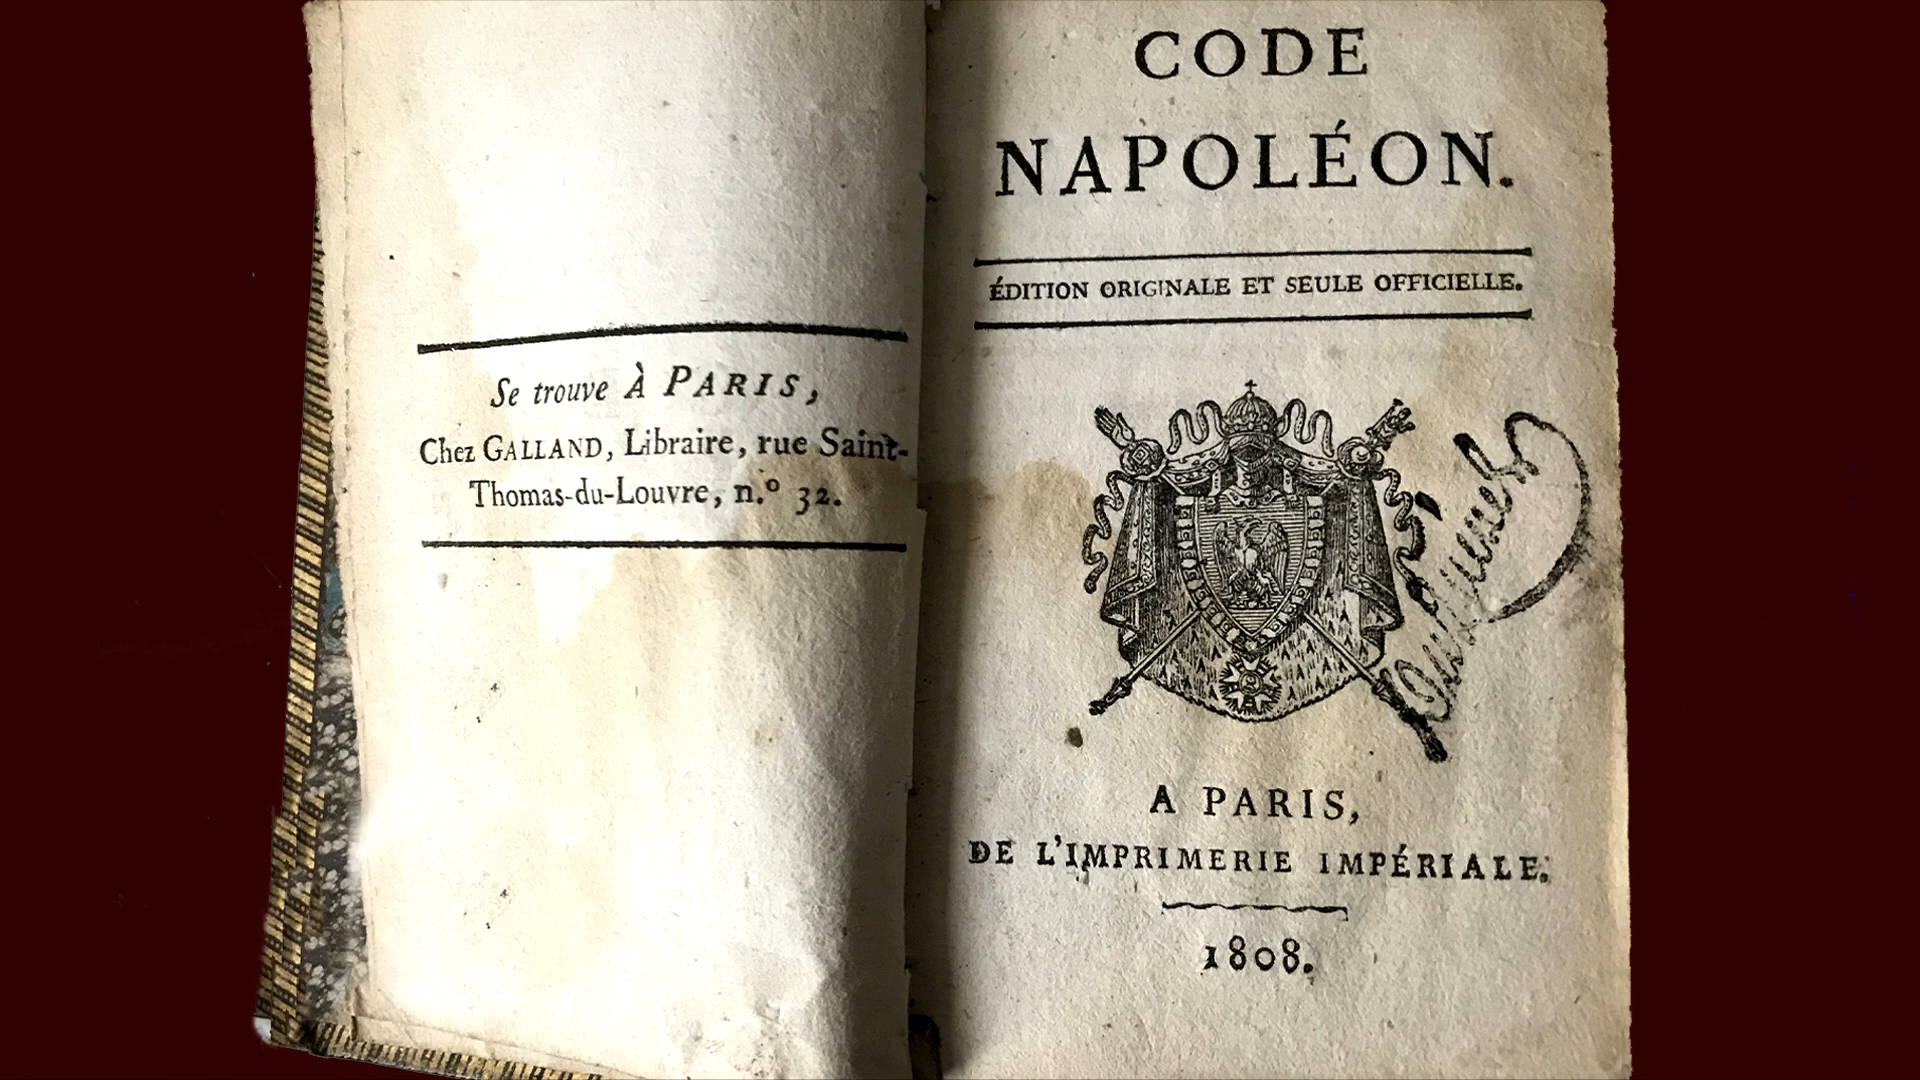 Se trouve À PARIS,
Chez GALLAND, Libraire, rue Saint-
Thomas-du-Louvre, n.º 32.
CODE
NAPOLÉON.
ÉDITION ORIGINALE ET SEULE OFFICIELLE.
A PARIS,
DE L'IMPRIMERIE IMPÉRIALE.
1808.